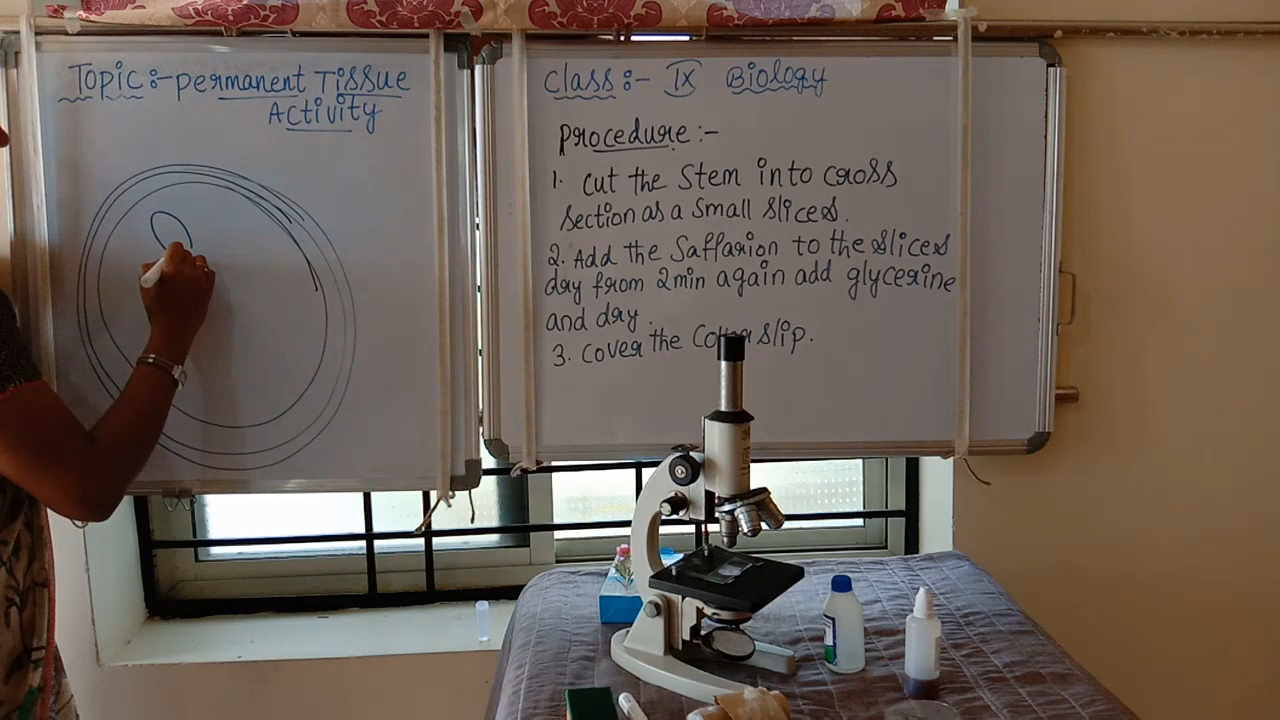 Topic:- permanent Tissue
Activity
Class:- IX Biology
Procedure:-
1. Cut the Stem into cross
Section as a Small Slices.
2. Add the Saffarion to the slices
dry from 2min again add glycerine
and dry.
3. Cover the Cover slip.